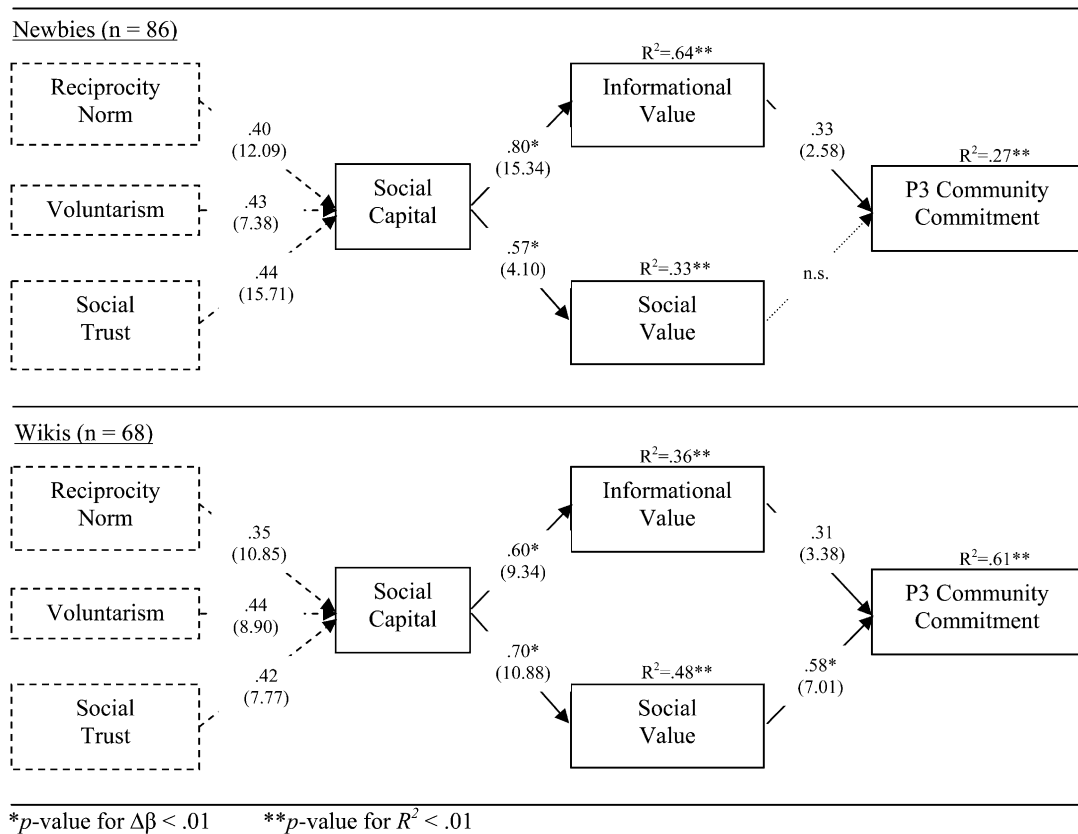 Newbies (n = 86)
Reciprocity
Norm
Voluntarism
Social
Trust
.40
(12.09)
.43
(7.38)
.44
(15.71)
Social
Capital
.80*
(15.34)
.57*
(4.10)
R²=.64**
Informational
Value
R²=.33**
Social
Value
.33
(2.58)
n.s.
R²=.27**
P3 Community
Commitment
Wikis (n = 68)
Reciprocity
Norm
Voluntarism
Social
Trust
.35
(10.85)
.44
(8.90)
.42
(7.77)
Social
Capital
.60*
(9.34)
.70*
(10.88)
R²=.36**
Informational
Value
R²=.48**
Social
Value
.31
(3.38)
.58*
(7.01)
R²=.61**
P3 Community
Commitment
*p-value for Δβ < .01 **p-value for R² < .01